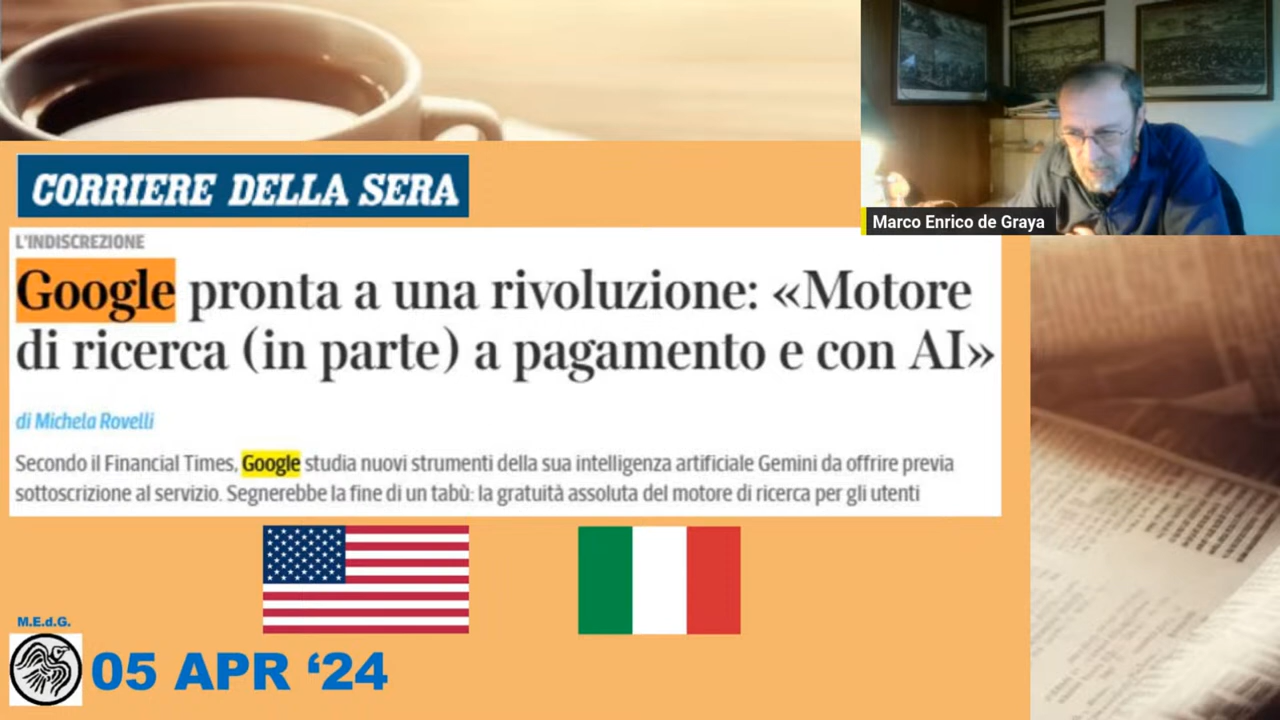 CORRIERE DELLA SERA
Marco Enrico de Graya
L'INDISCREZIONE
Google pronta a una rivoluzione: «Motore
di ricerca (in parte) a pagamento e con AI»
di Michela Rovelli
Secondo il Financial Times, Google studia nuovi strumenti della sua intelligenza artificiale Gemini da offrire previa
sottoscrizione al servizio. Segnerebbe la fine di un tabù: la gratuità assoluta del motore di ricerca per gli utenti
M.E.d.G.
05 APR ‘24